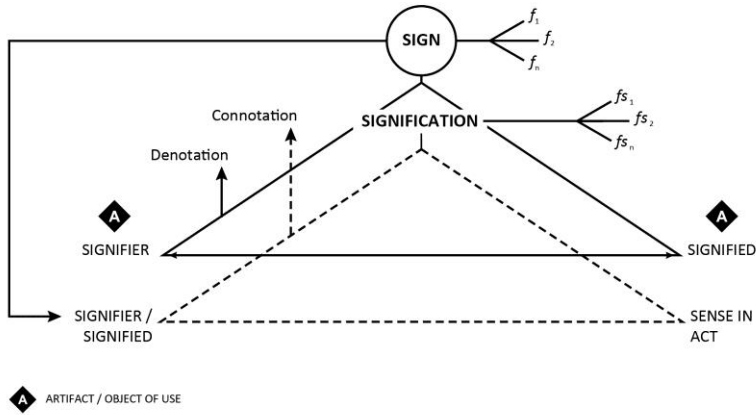 SIGN
f₁
f₂
fₙ
Connotation
SIGNIFICATION
fs₁
fs₂
fsₙ
Denotation
A
A
SIGNIFIER
SIGNIFIED
SIGNIFIER /
SIGNIFIED
SENSE IN
ACT
A ARTIFACT / OBJECT OF USE